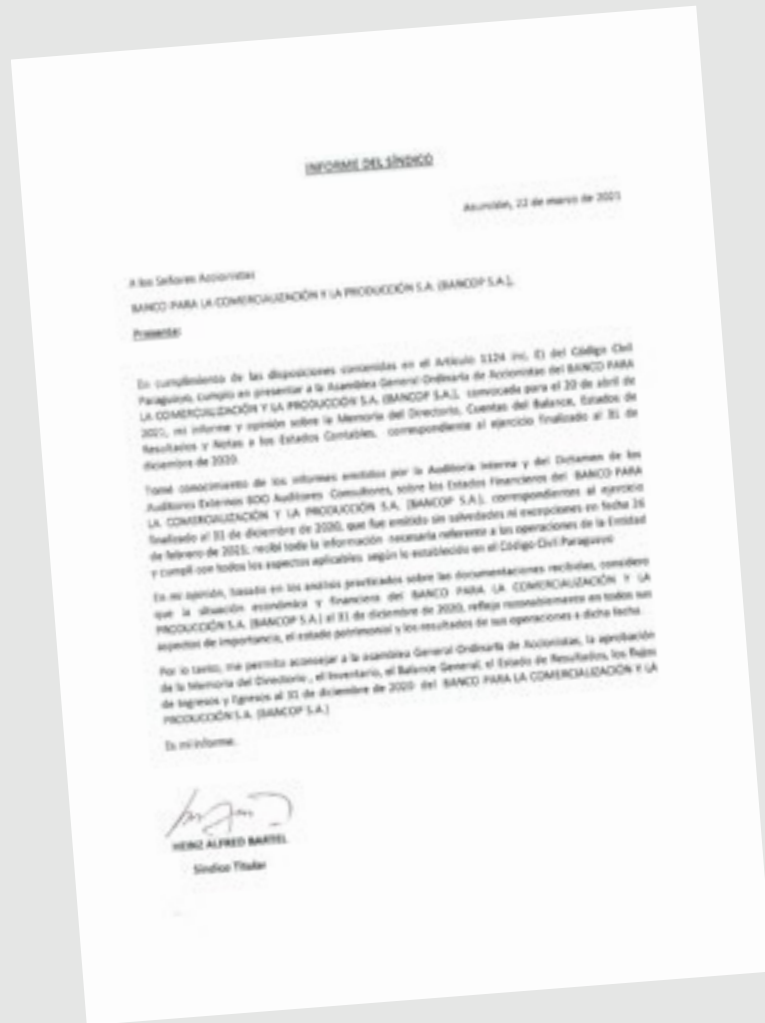 INFORME DEL SÍNDICO
Asunción, 22 de marzo de 2021
A los Señores Accionistas
BANCO PARA LA COMERCIALIZACIÓN Y LA PRODUCCIÓN S.A. (BANCOP S.A.),
Presente:
En cumplimiento de las disposiciones contenidas en el Artículo 1124 inc. E) del Código Civil
Paraguayo, cumplo en presentar a la Asamblea General Ordinaria de Accionistas del BANCO PARA
LA COMERCIALIZACIÓN Y LA PRODUCCIÓN S.A. (BANCOP S.A.), convocada para el 20 de abril de
2021, mi informe y opinión sobre la Memoria del Directorio, Cuentas del Balance, Estados de
Resultados y Notas a los Estados Contables, correspondiente al ejercicio finalizado al 31 de
diciembre de 2020.
Tomé conocimiento de los informes emitidos por la Auditoría Interna y del Dictamen de los
Auditores Externos BDO Auditores Consultores, sobre los Estados Financieros del BANCO PARA
LA COMERCIALIZACIÓN Y LA PRODUCCIÓN S.A. (BANCOP S.A.), correspondientes al ejercicio
finalizado al 31 de diciembre de 2020, que fue emitido sin salvedades ni excepciones en fecha 26
de febrero de 2021; recibí toda la información necesaria referente a las operaciones de la Entidad
y cumplí con todos los aspectos aplicables según lo establecido en el Código Civil Paraguayo
En mi opinión, basado en los análisis practicados sobre las documentaciones recibidas, considero
que la situación económica y financiera del BANCO PARA LA COMERCIALIZACIÓN Y LA
PRODUCCIÓN S.A. (BANCOP S.A.) al 31 de diciembre de 2020, refleja razonablemente en todos sus
aspectos de importancia, el estado patrimonial y los resultados de sus operaciones a dicha fecha.
Por lo tanto, me permito aconsejar a la asamblea General Ordinaria de Accionistas, la aprobación
de la Memoria del Directorio , el Inventario, el Balance General, el Estado de Resultados, los flujos
de Ingresos y Egresos al 31 de diciembre de 2020 del BANCO PARA LA COMERCIALIZACIÓN Y LA
PRODUCCIÓN S.A. (BANCOP S.A.)
Es mi informe.
HEINZ ALFRED BARTEL
Síndico Titular